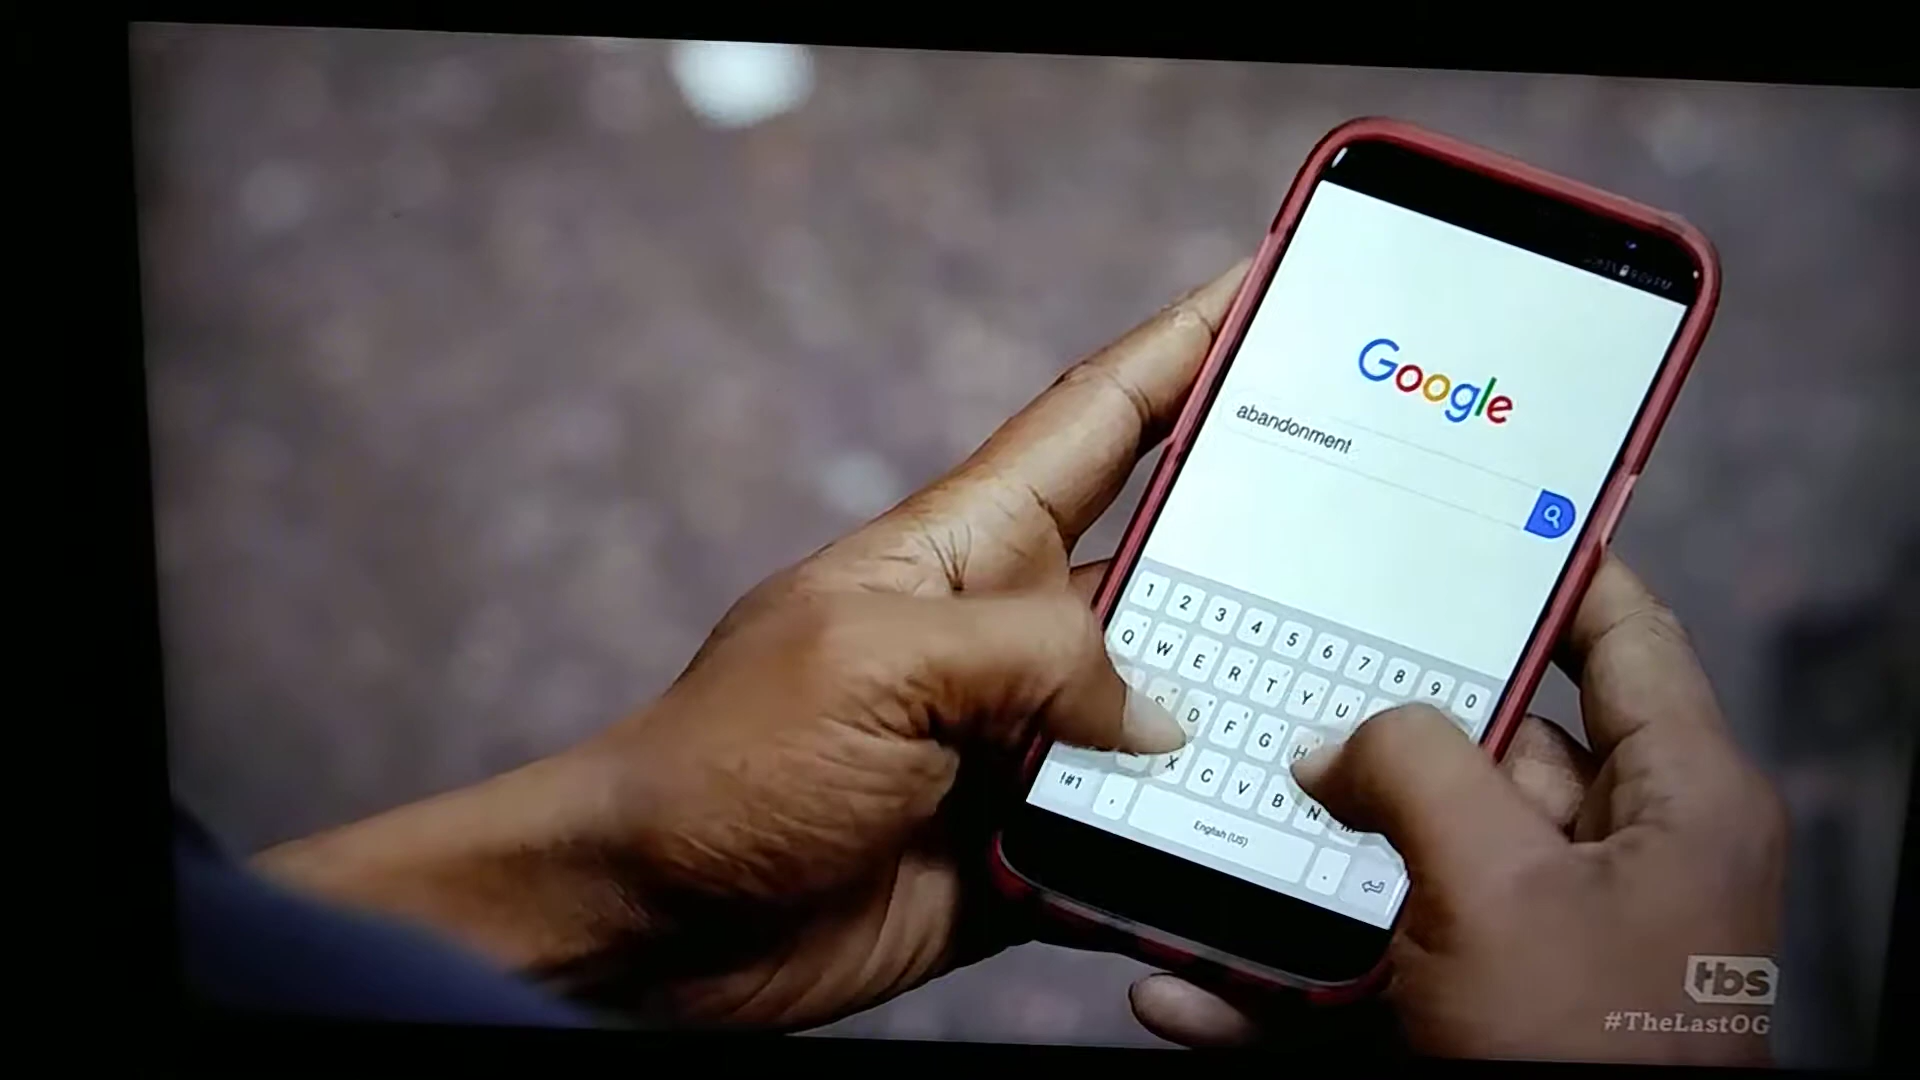 Google
abandonment
1 2 3 4 5 6 7 8 9 0
Q W E R T Y U
S D F G H
X C V B N M
!#1 , English (US) .
tbs
#TheLastOG